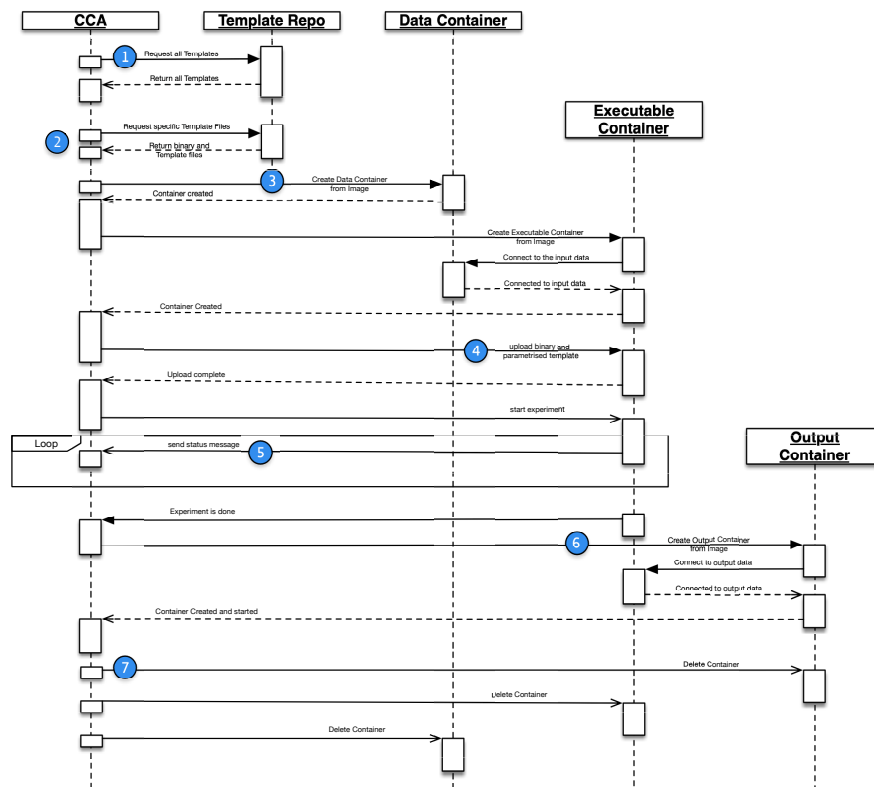 CCA
Template Repo
Data Container
Request all Templates
1
Return all Templates
Executable
Container
Request specific Template Files
2
Return binary and
Template files
3
Create Data Container
from Image
Container created
Create Executable Container
from Image
Connect to the input data
Connected to input data
Container Created
4
upload binary and
parametrised template
Upload complete
start experiment
Loop
send status message
5
Output
Container
Experiment is done
6
Create Output Container
from Image
Connect to output data
Connected to output data
Container Created and started
7
Delete Container
Delete Container
Delete Container